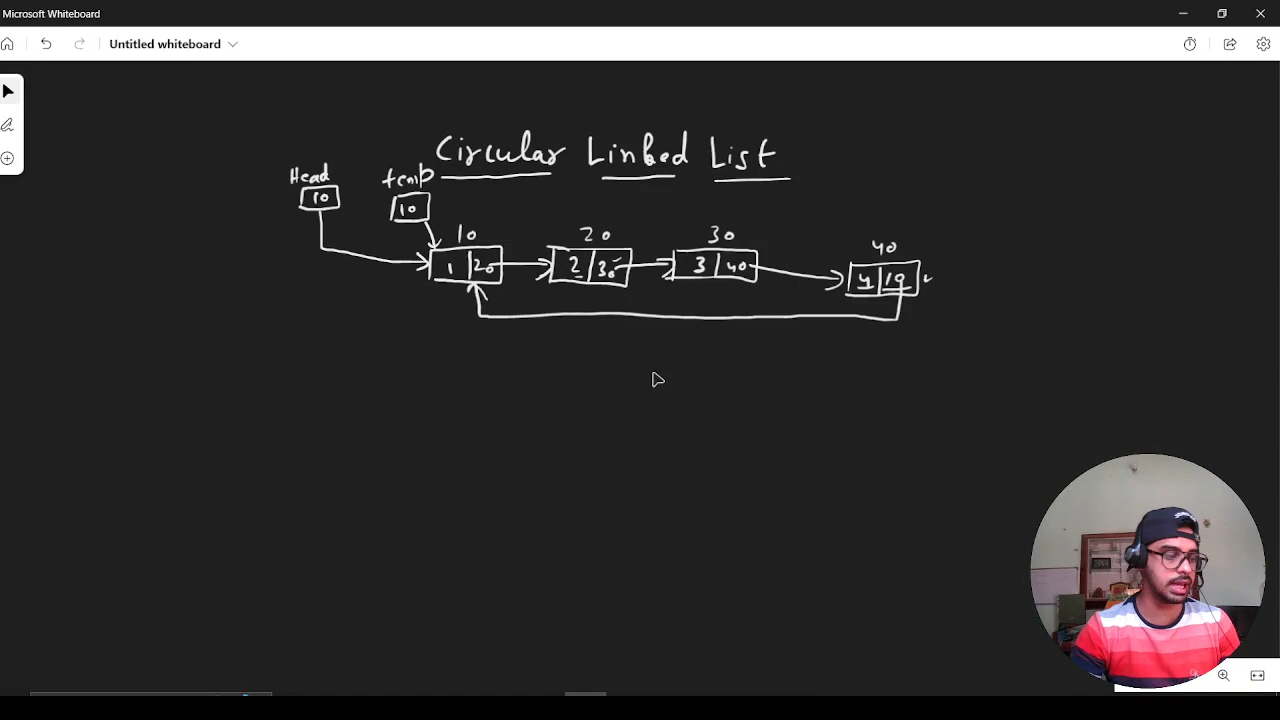 Microsoft Whiteboard
Untitled whiteboard
Circular Linked List
Head temp
10 10
10 20 30 40
1 20 2 30 3 40 4 10